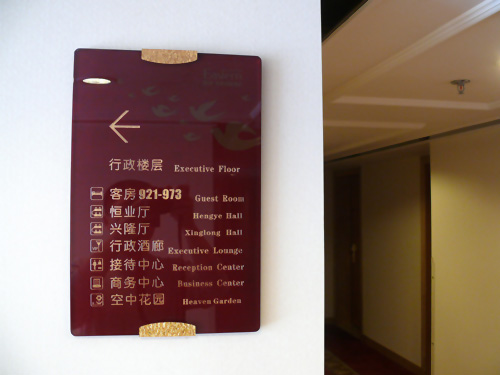 行政楼层 Executive Floor
客房 921-973 Guest Room
恒业厅 Hengye Hall
兴隆厅 Xinglong Hall
行政酒廊 Executive Lounge
接待中心 Reception Center
商务中心 Business Center
空中花园 Heaven Garden